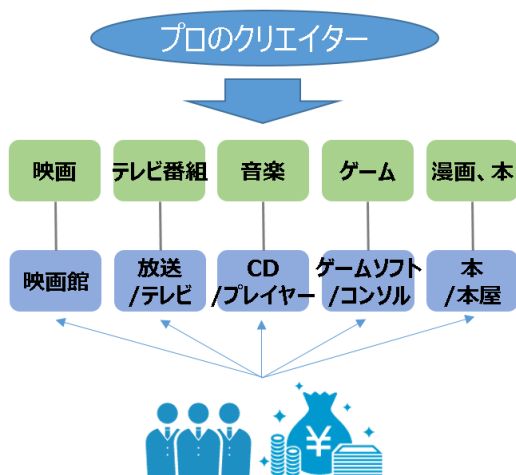 プロのクリエイター
映画
テレビ番組
音楽
ゲーム
漫画、本
映画館
放送
/テレビ
CD
/プレイヤー
ゲームソフト
/コンソル
本
/本屋
¥